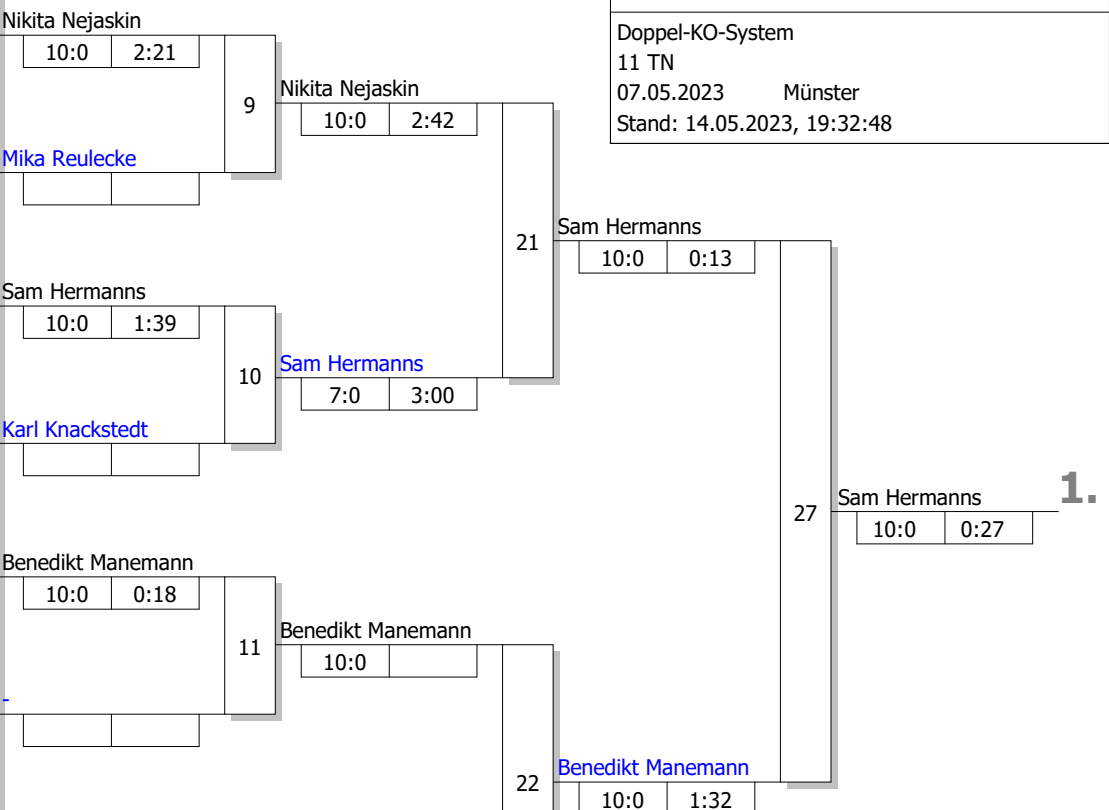 Nikita Nejaskin
10:0 2:21
9
Mika Reulecke
Nikita Nejaskin
10:0 2:42
Doppel-KO-System
11 TN
07.05.2023 Münster
Stand: 14.05.2023, 19:32:48
21
Sam Hermanns
10:0 0:13
Sam Hermanns
10:0 1:39
10
Karl Knackstedt
Sam Hermanns
7:0 3:00
27
Sam Hermanns
10:0 0:27
1.
Benedikt Manemann
10:0 0:18
11
-
Benedikt Manemann
10:0
22
Benedikt Manemann
10:0 1:32